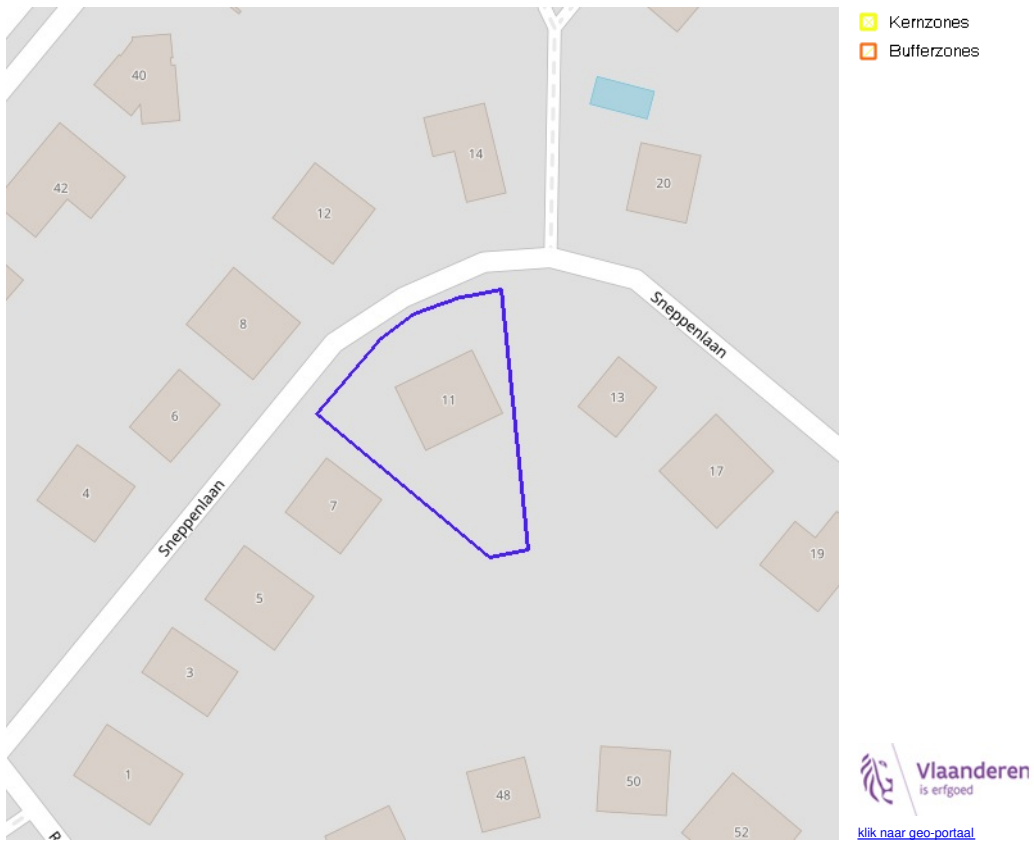 Kernzones
Bufferzones
40
42
14
20
12
8
Sneppenlaan
11
13
6
17
4
7
Sneppenlaan
19
5
3
1
50
48
52
Vlaanderen
is erfgoed
klik naar geo-portaal